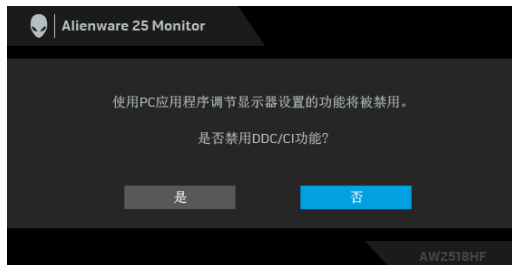 Alienware 25 Monitor
使用PC应用程序调节显示器设置的功能将被禁用。
是否禁用DDC/CI功能?
是
否
AW2518HF